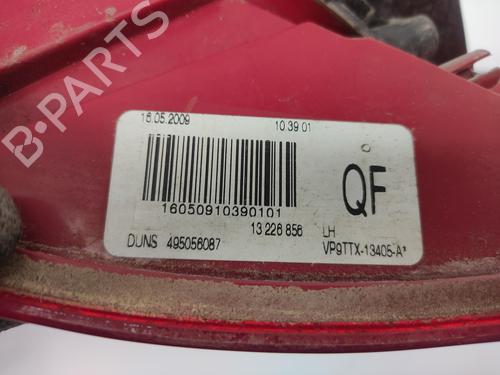 16.05.2009 10.39 01
QF
16050910390101
13 226 856 LH
DUNS 495056087 VP9TTX-13405-A*
B-PARTS